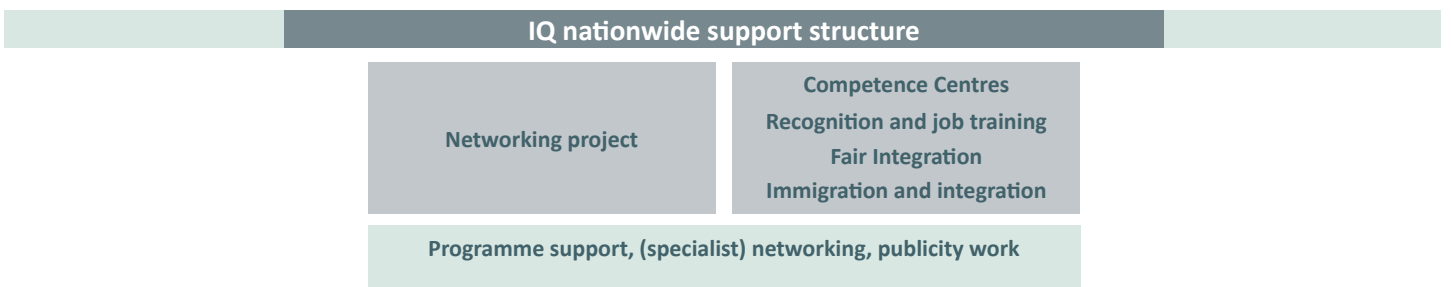 IQ nationwide support structure
Networking project
Competence Centres
Recognition and job training
Fair Integration
Immigration and integration
Programme support, (specialist) networking, publicity work